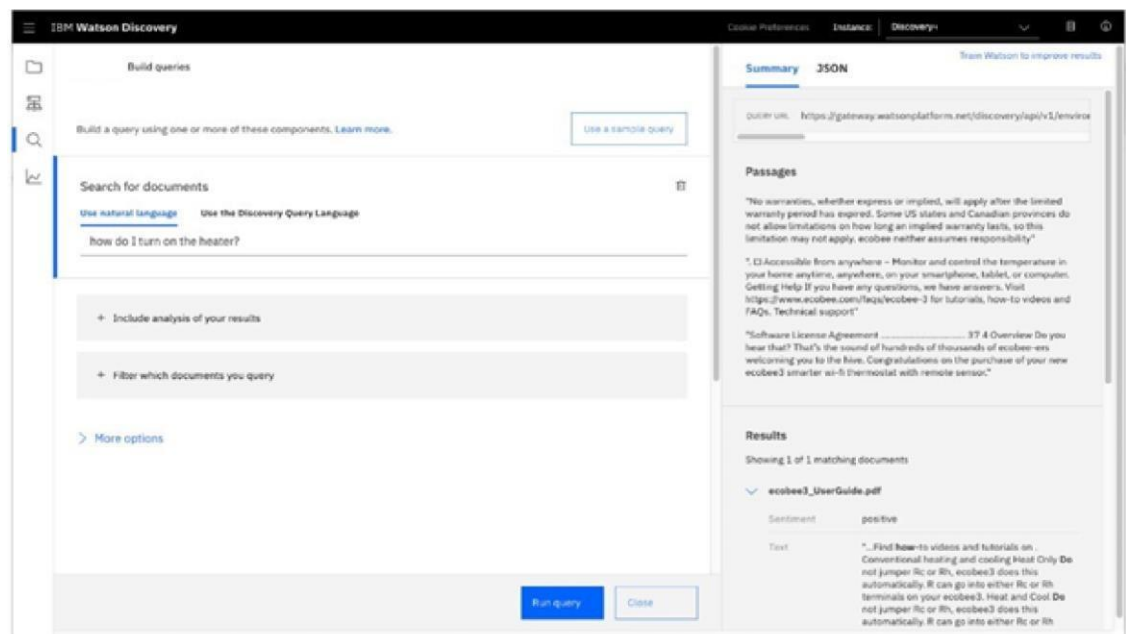 IBM Watson Discovery
Cookie Preferences
Instance:
Discovery-
Build queries
Build a query using one or more of these components. Learn more.
Use a sample query
Search for documents
Use natural language
Use the Discovery Query Language
how do I turn on the heater?
+ Include analysis of your results
+ Filter which documents you query
More options
Run query
Close
Train Watson to improve results
Summary
JSON
QUERY URL https://gateway.watsonplatform.net/discovery/api/v1/enviro
Passages
"No warranties, whether express or implied, will apply after the limited
warranty period has expired. Some US states and Canadian provinces do
not allow limitations on how long an implied warranty lasts, so this
limitation may not apply. ecobee neither assumes responsibility"
". □ Accessible from anywhere – Monitor and control the temperature in
your home anytime, anywhere, on your smartphone, tablet, or computer.
Getting Help If you have any questions, we have answers. Visit
https://www.ecobee.com/faqs/ecobee-3 for tutorials, how-to videos and
FAQs. Technical support"
"Software License Agreement .............................. 37 4 Overview Do you
hear that? That's the sound of hundreds of thousands of ecobee-ers
welcoming you to the hive. Congratulations on the purchase of your new
ecobee3 smarter wi-fi thermostat with remote sensor."
Results
Showing 1 of 1 matching documents
ecobee3_UserGuide.pdf
Sentiment positive
Text "...Find how-to videos and tutorials on .
Conventional heating and cooling Heat Only Do
not jumper Rc or Rh, ecobee3 does this
automatically. R can go into either Rc or Rh
terminals on your ecobee3. Heat and Cool Do
not jumper Rc or Rh, ecobee3 does this
automatically. R can go into either Rc or Rh